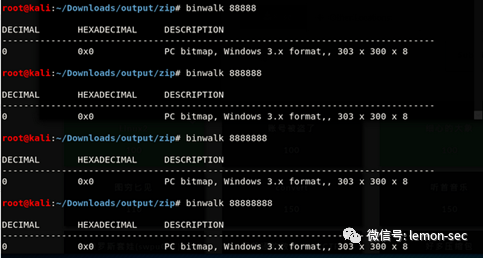 root@kali:~/Downloads/output/zip# binwalk 88888
DECIMAL HEXADECIMAL DESCRIPTION
--------------------------------------------------------------------------------
0 0x0 PC bitmap, Windows 3.x format,, 303 x 300 x 8
root@kali:~/Downloads/output/zip# binwalk 888888
DECIMAL HEXADECIMAL DESCRIPTION
--------------------------------------------------------------------------------
0 0x0 PC bitmap, Windows 3.x format,, 303 x 300 x 8
root@kali:~/Downloads/output/zip# binwalk 8888888
DECIMAL HEXADECIMAL DESCRIPTION
--------------------------------------------------------------------------------
0 0x0 PC bitmap, Windows 3.x format,, 303 x 300 x 8
root@kali:~/Downloads/output/zip# binwalk 88888888
DECIMAL HEXADECIMAL DESCRIPTION
--------------------------------------------------------------------------------
0 0x0 PC bitmap, Windows 3.x format,, 303 x 300 x 8
微信号: lemon-sec